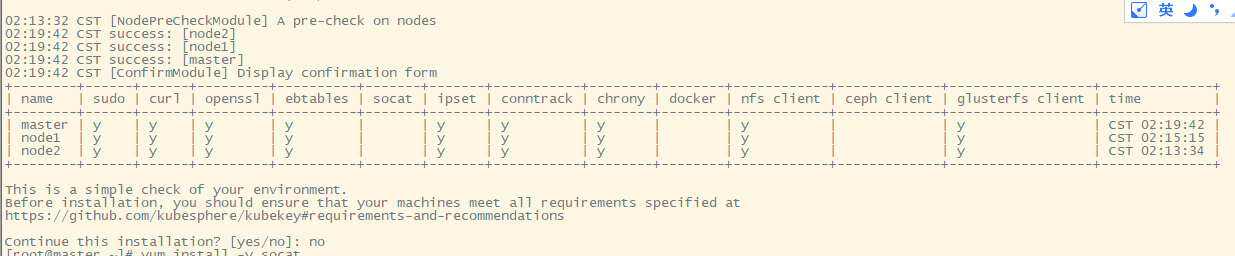 英
02:13:32 CST [NodePreCheckModule] A pre-check on nodes
02:19:42 CST success: [node2]
02:19:42 CST success: [node1]
02:19:42 CST success: [master]
02:19:42 CST [ConfirmModule] Display confirmation form
| name | sudo | curl | openssl | ebtables | socat | ipset | conntrack | chrony | docker | nfs client | ceph client | glusterfs client | time |
| master | y | y | y | y | | y | y | y | | y | | y | CST 02:19:42 |
| node1 | y | y | y | y | | y | y | y | | y | | y | CST 02:15:15 |
| node2 | y | y | y | y | | y | y | y | | y | | y | CST 02:13:34 |
This is a simple check of your environment.
Before installation, you should ensure that your machines meet all requirements specified at
https://github.com/kubesphere/kubekey#requirements-and-recommendations
Continue this installation? [yes/no]: no
[root@master ~]# yum install -y socat